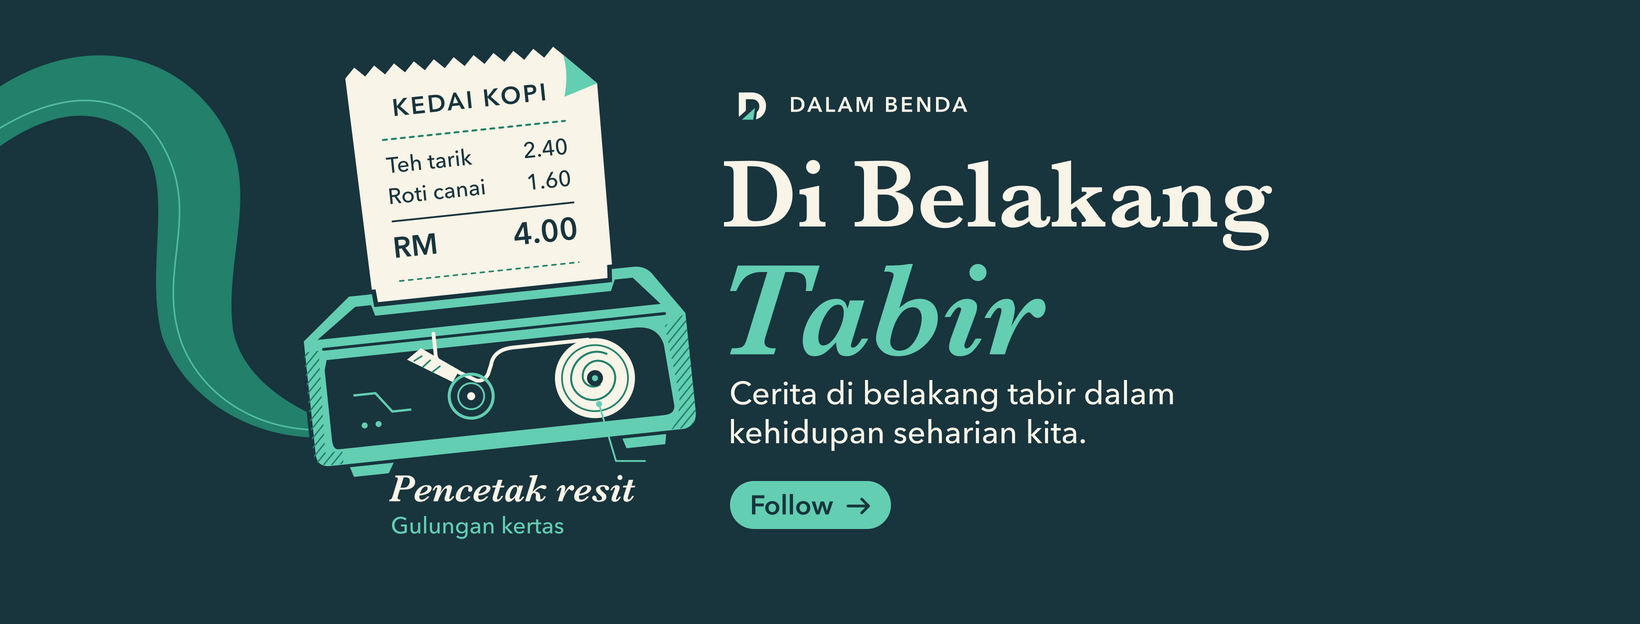 KEDAI KOPI
Teh tarik 2.40
Roti canai 1.60
RM 4.00
Pencetak resit
Gulungan kertas
DALAM BENDA
Di Belakang
Tabir
Cerita di belakang tabir dalam
kehidupan seharian kita.
Follow →